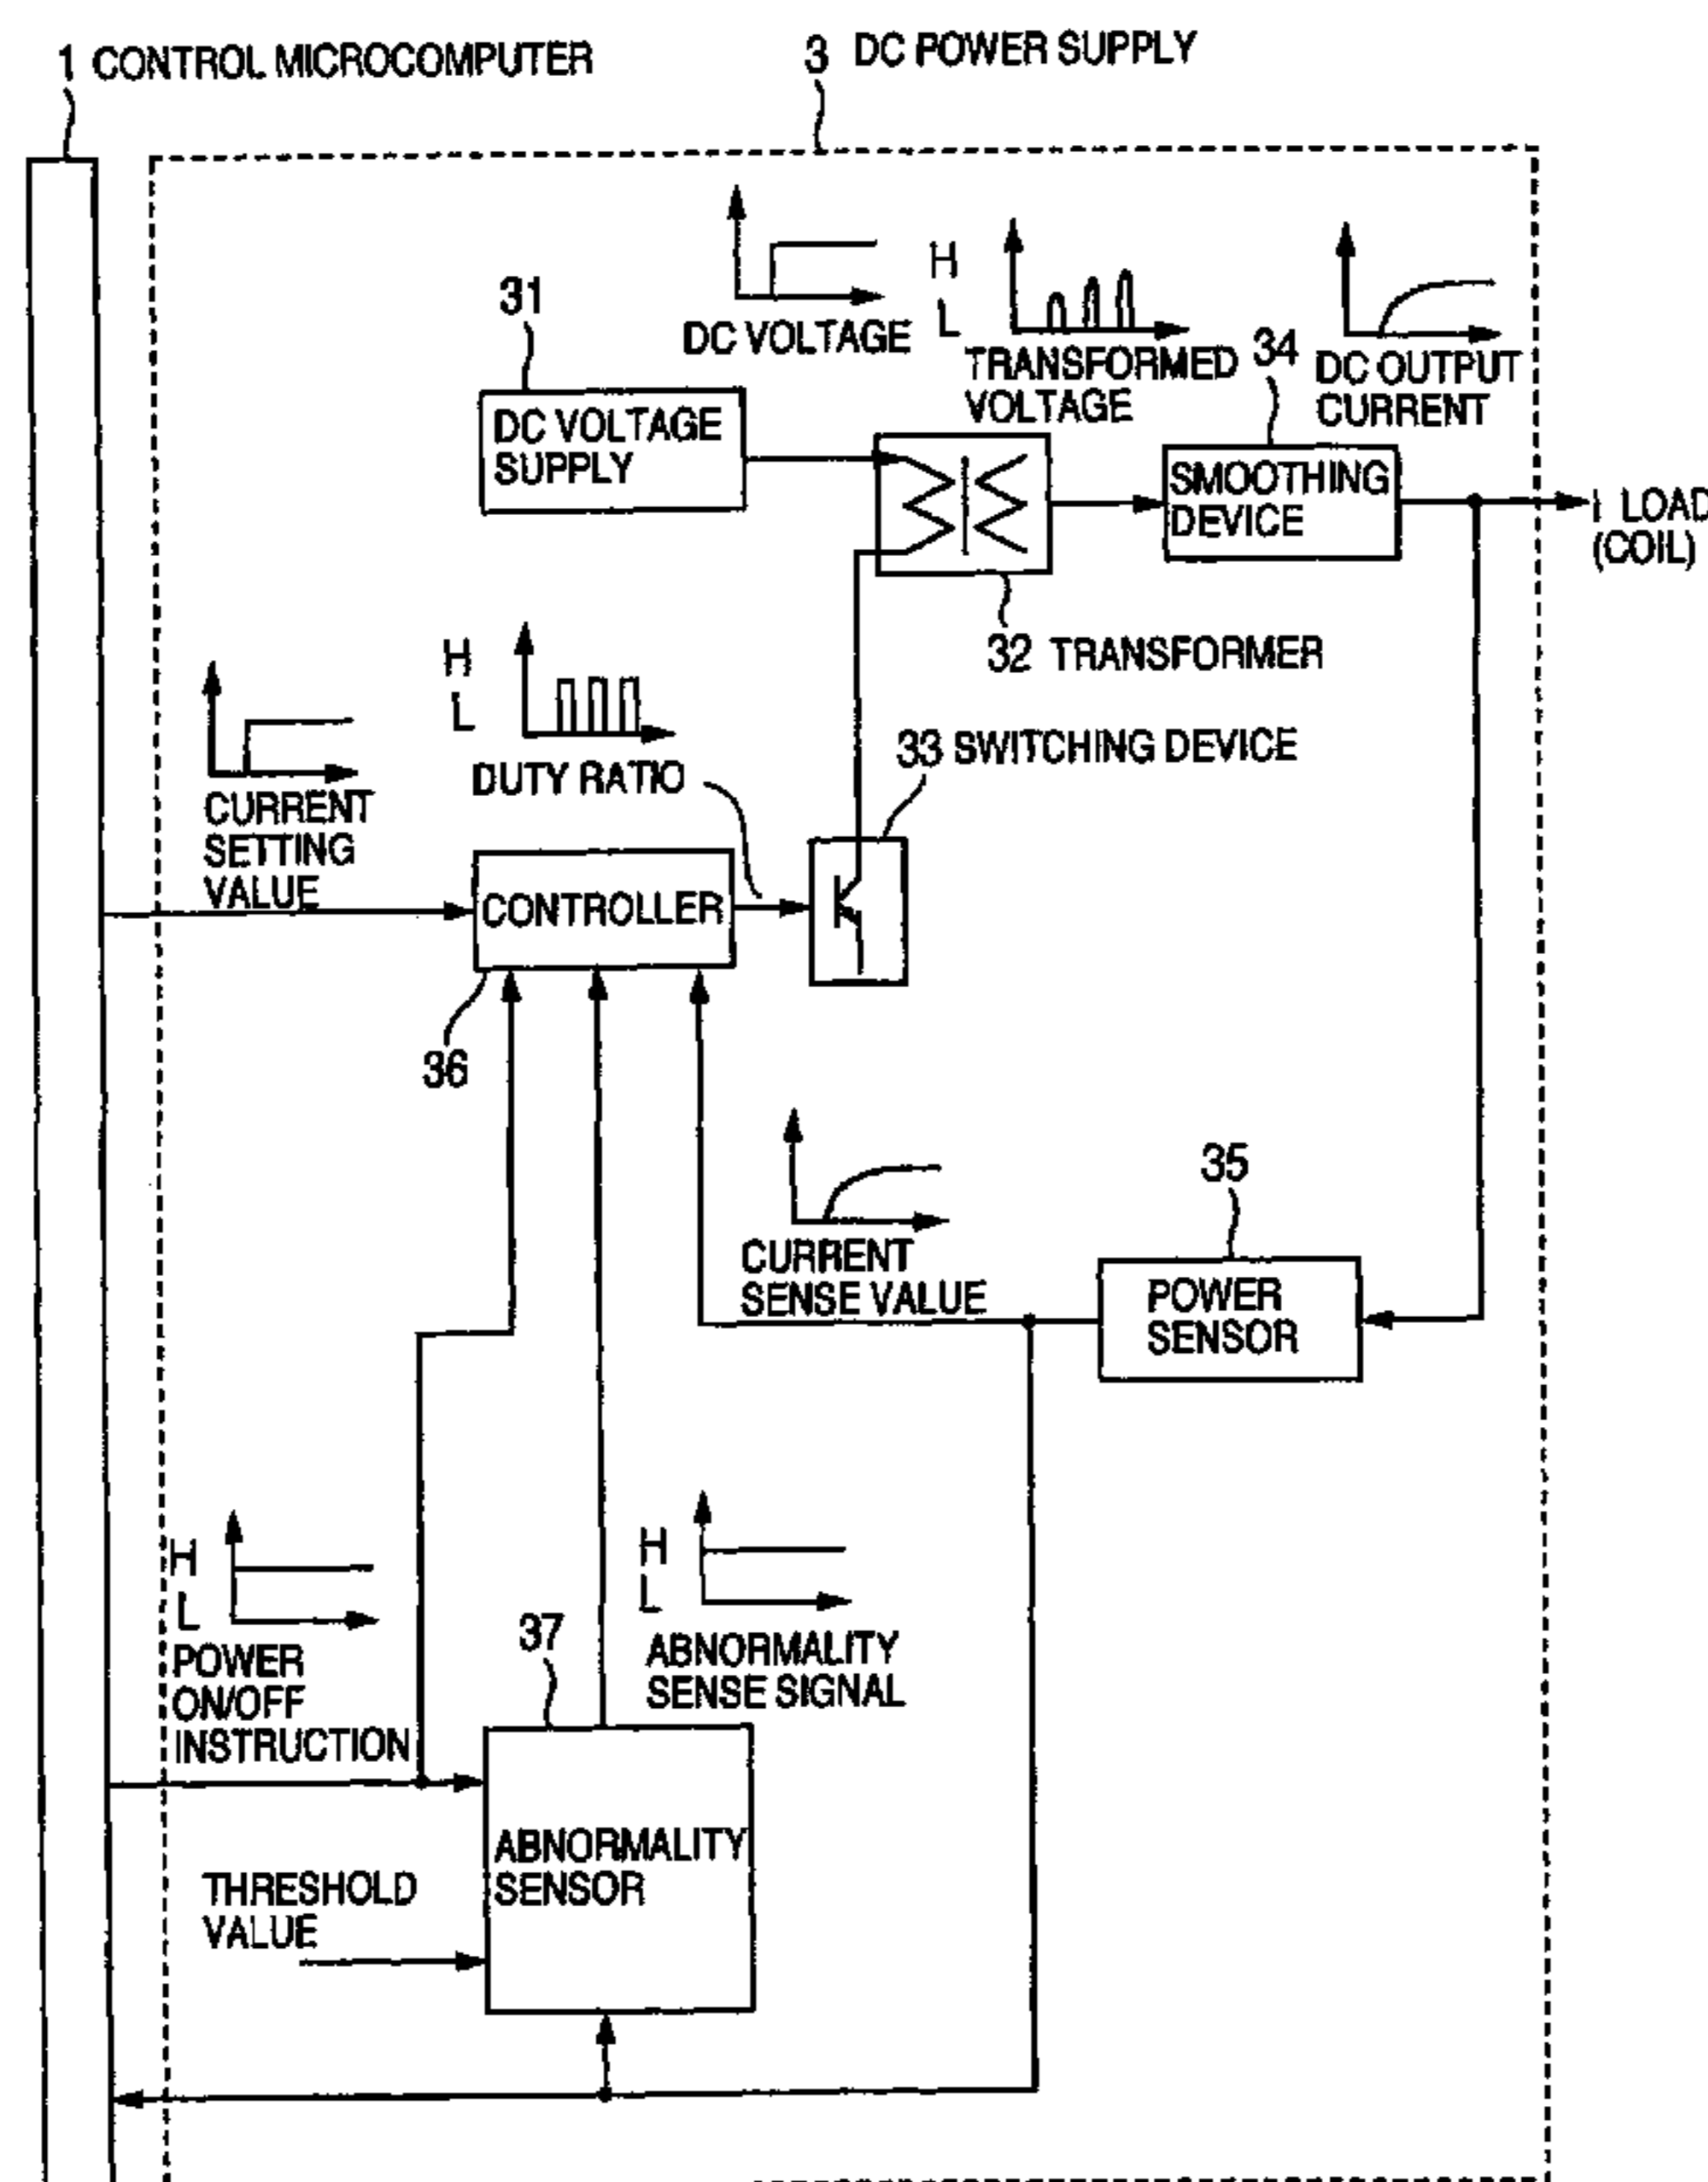 1 CONTROL MICROCOMPUTER
3 DC POWER SUPPLY
31
DC VOLTAGE
H
L
TRANSFORMED
VOLTAGE
34
DC OUTPUT
CURRENT
DC VOLTAGE
SUPPLY
SMOOTHING
DEVICE
LOAD
(COIL)
32 TRANSFORMER
H
L
DUTY RATIO
33 SWITCHING DEVICE
CURRENT
SETTING
VALUE
CONTROLLER
36
35
CURRENT
SENSE VALUE
POWER
SENSOR
H
L
POWER
ON/OFF
INSTRUCTION
H
L
37
ABNORMALITY
SENSE SIGNAL
ABNORMALITY
SENSOR
THRESHOLD
VALUE